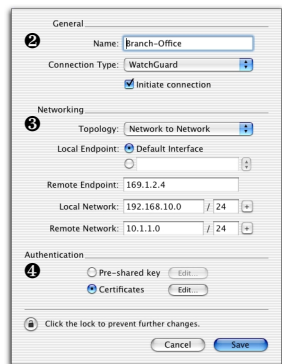 General
❷
Name: Branch-Office
Connection Type: WatchGuard
Initiate connection
Networking
❸
Topology: Network to Network
Local Endpoint: Default Interface
Remote Endpoint: 169.1.2.4
Local Network: 192.168.10.0 / 24 +
Remote Network: 10.1.1.0 / 24 +
Authentication
❹
Pre-shared key Edit...
Certificates Edit...
Click the lock to prevent further changes.
Cancel Save